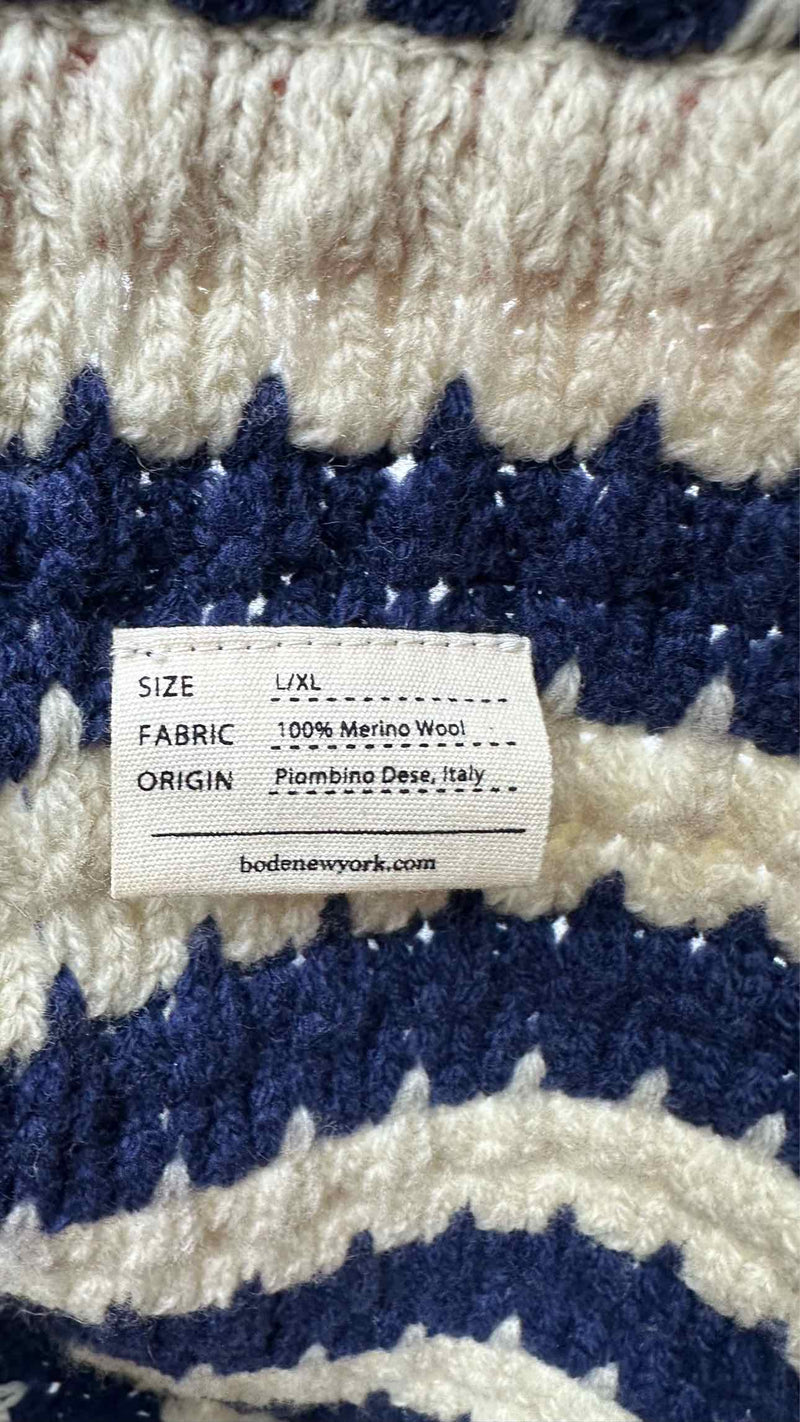 SIZE L/XL
FABRIC 100% Merino Wool
ORIGIN Piombino Dese, Italy
bodenewyork.com